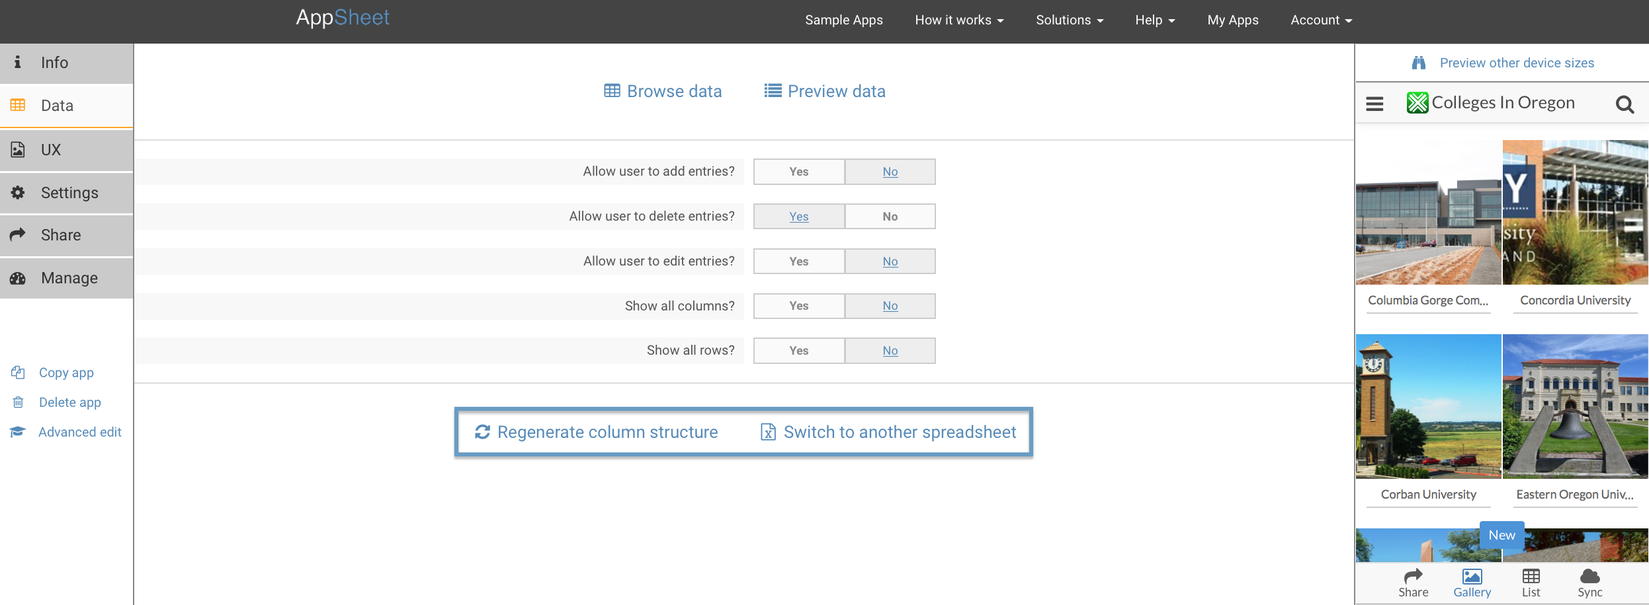 AppSheet
Sample Apps How it works Solutions Help My Apps Account
Info
Data
UX
Settings
Share
Manage
Copy app
Delete app
Advanced edit
Browse data Preview data
Allow user to add entries? Yes No
Allow user to delete entries? Yes No
Allow user to edit entries? Yes No
Show all columns? Yes No
Show all rows? Yes No
Regenerate column structure Switch to another spreadsheet
Preview other device sizes
Colleges In Oregon
Y
sity
AND
Columbia Gorge Com... Concordia University
Corban University Eastern Oregon Univ...
New
Share Gallery List Sync